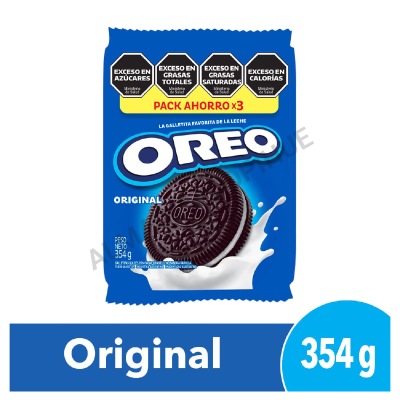 EXCESO EN AZÚCARES
Ministerio de Salud
EXCESO EN GRASAS TOTALES
Ministerio de Salud
EXCESO EN GRASAS SATURADAS
Ministerio de Salud
EXCESO EN CALORÍAS
Ministerio de Salud
PACK AHORRO x3
LA GALLETITA FAVORITA DE LA LECHE
OREO
ORIGINAL
OREO
PESO
NETO
354 g
Original
354 g